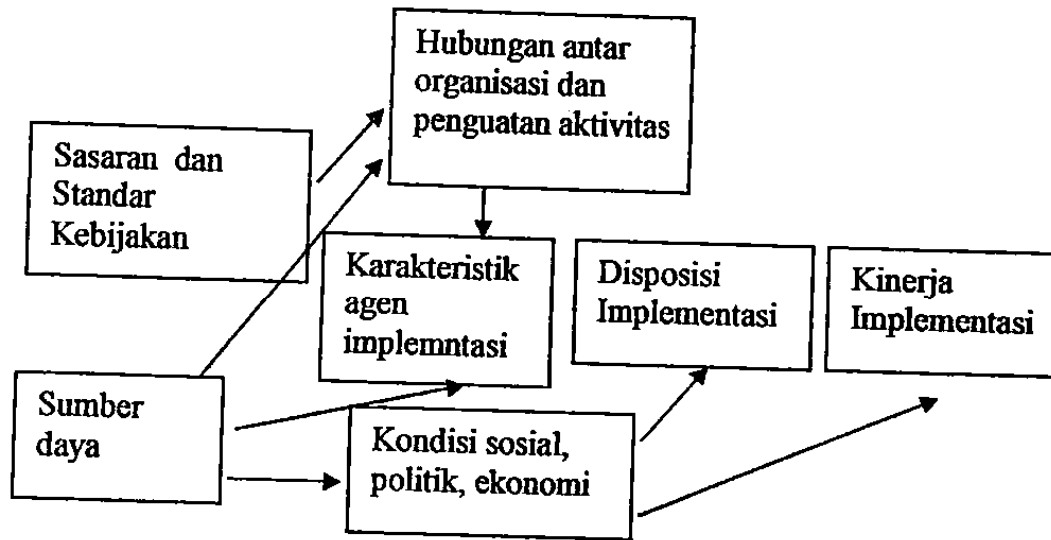 Hubungan antar
organisasi dan
penguatan aktivitas
Sasaran dan
Standar
Kebijakan
Karakteristik
agen
implemntasi
Disposisi
Implementasi
Kinerja
Implementasi
Sumber
daya
Kondisi sosial,
politik, ekonomi